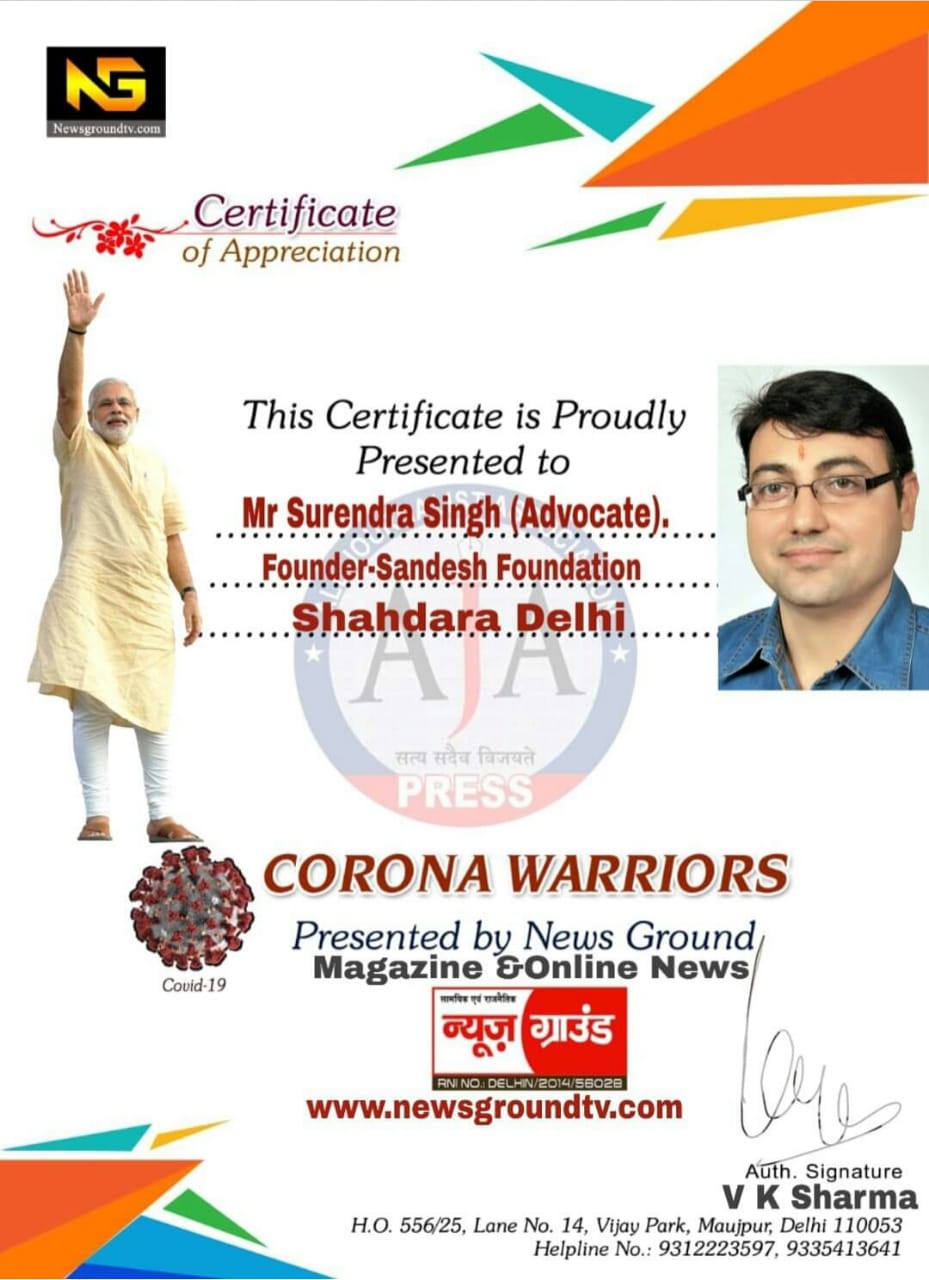 NG
Newsgroundtv.com
Certificate
of Appreciation
This Certificate is Proudly
Presented to
Mr Surendra Singh (Advocate).
Founder-Sandesh Foundation
Shahdara Delhi
AJA
सत्य सदैव विजयते
PRESS
CORONA WARRIORS
Presented by News Ground
Magazine &Online News
Covid-19
सामयिक एवं राजनैतिक
न्यूज़ ग्राउंड
RNI NO.: DELHIN/2014/56028
www.newsgroundtv.com
Auth. Signature
V K Sharma
H.O. 556/25, Lane No. 14, Vijay Park, Maujpur, Delhi 110053
Helpline No.: 9312223597, 9335413641